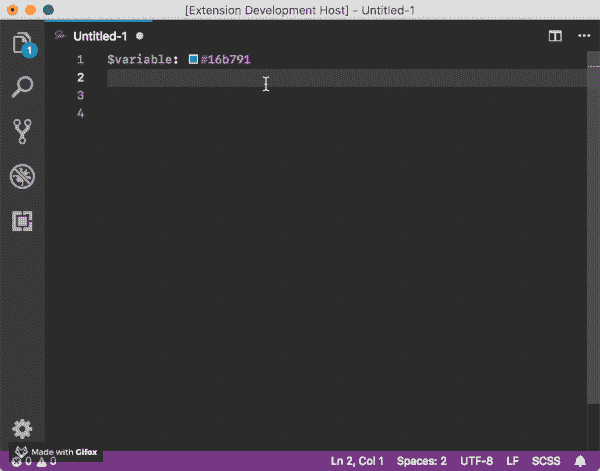 [Extension Development Host] - Untitled-1
1
Untitled-1
1 $variable: #16b791
2
3
4
Made with Gifox
0 0
Ln 2, Col 1 Spaces: 2 UTF-8 LF SCSS